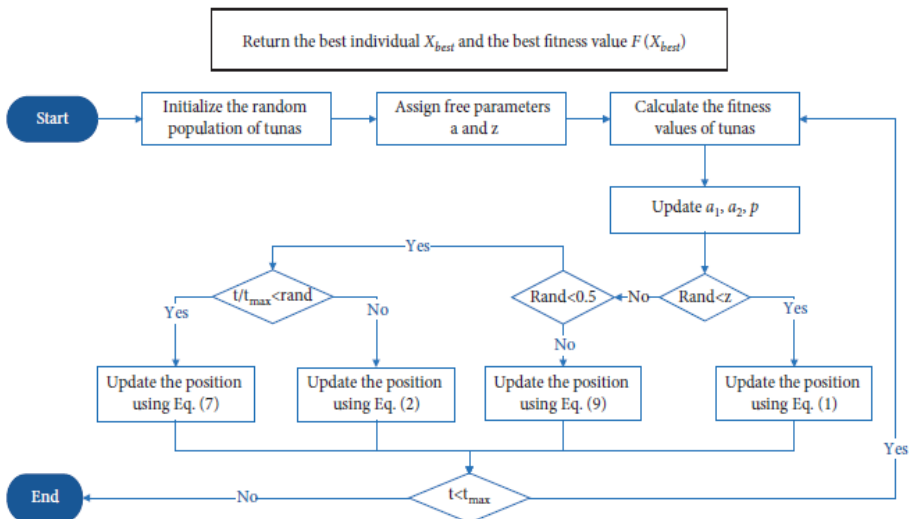 Return the best individual X_best and the best fitness value F(X_best)
Start
Initialize the random
population of tunas
Assign free parameters
a and z
Calculate the fitness
values of tunas
Update a₁, a₂, p
Yes
t/t_max<rand
Rand<0.5
No
Rand<z
Yes
No
No
Yes
Update the position
using Eq. (7)
Update the position
using Eq. (2)
Update the position
using Eq. (9)
Update the position
using Eq. (1)
Yes
End
No
t<t_max